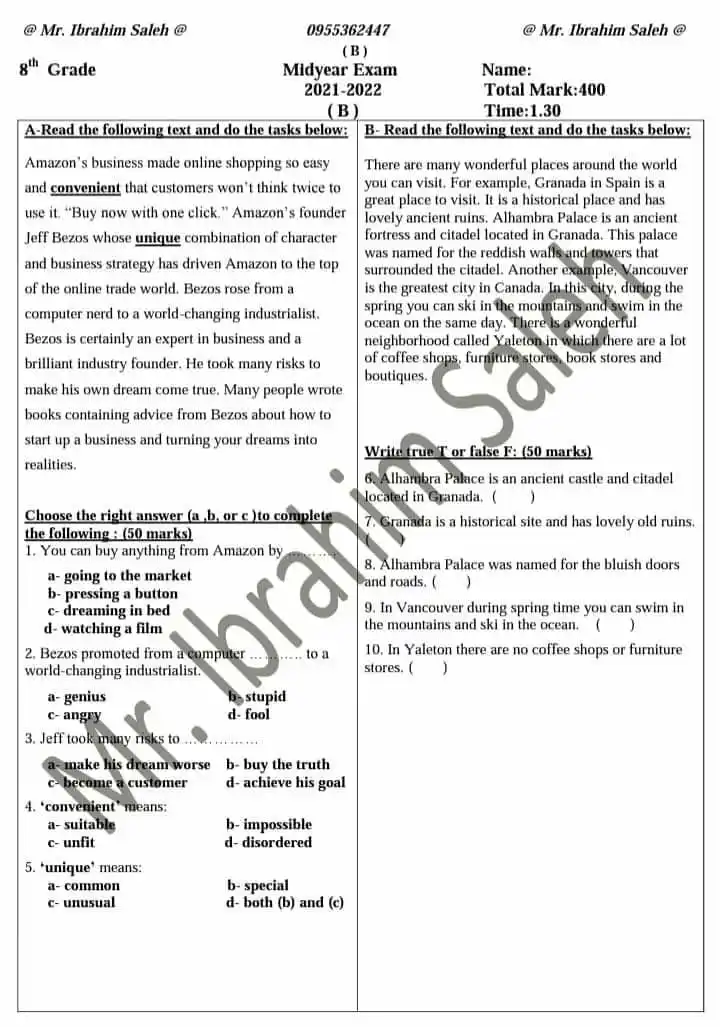 @ Mr. Ibrahim Saleh @ 0955362447 @ Mr. Ibrahim Saleh @
( B )
8th Grade Midyear Exam Name:
2021-2022 Total Mark:400
( B ) Time:1.30
A-Read the following text and do the tasks below:
Amazon's business made online shopping so easy
and convenient that customers won't think twice to
use it. "Buy now with one click." Amazon's founder
Jeff Bezos whose unique combination of character
and business strategy has driven Amazon to the top
of the online trade world. Bezos rose from a
computer nerd to a world-changing industrialist.
Bezos is certainly an expert in business and a
brilliant industry founder. He took many risks to
make his own dream come true. Many people wrote
books containing advice from Bezos about how to
start up a business and turning your dreams into
realities.
Choose the right answer (a ,b, or c )to complete
the following : (50 marks)
1. You can buy anything from Amazon by ………..
a- going to the market
b- pressing a button
c- dreaming in bed
d- watching a film
2. Bezos promoted from a computer ……….. to a
world-changing industrialist.
a- genius b- stupid
c- angry d- fool
3. Jeff took many risks to ……………
a- make his dream worse b- buy the truth
c- become a customer d- achieve his goal
4. 'convenient' means:
a- suitable b- impossible
c- unfit d- disordered
5. 'unique' means:
a- common b- special
c- unusual d- both (b) and (c)
B- Read the following text and do the tasks below:
There are many wonderful places around the world
you can visit. For example, Granada in Spain is a
great place to visit. It is a historical place and has
lovely ancient ruins. Alhambra Palace is an ancient
fortress and citadel located in Granada. This palace
was named for the reddish walls and towers that
surrounded the citadel. Another example, Vancouver
is the greatest city in Canada. In this city, during the
spring you can ski in the mountains and swim in the
ocean on the same day. There is a wonderful
neighborhood called Yaleton in which there are a lot
of coffee shops, furniture stores, book stores and
boutiques.
Write true T or false F: (50 marks)
6. Alhambra Palace is an ancient castle and citadel
located in Granada. ( )
7. Granada is a historical site and has lovely old ruins.
( )
8. Alhambra Palace was named for the bluish doors
and roads. ( )
9. In Vancouver during spring time you can swim in
the mountains and ski in the ocean. ( )
10. In Yaleton there are no coffee shops or furniture
stores. ( )
Mr. Ibrahim Saleh